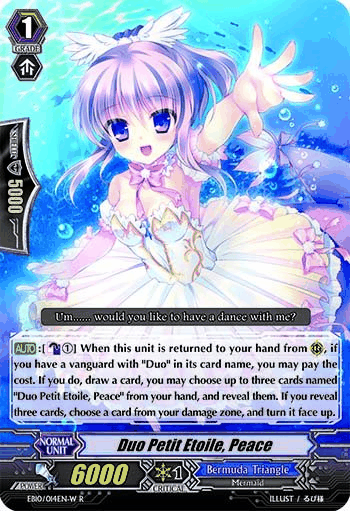 1
GRADE
SHIELD
5000
Um...... would you like to have a dance with me?
AUTO :[ ①] When this unit is returned to your hand from , if
you have a vanguard with "Duo" in its card name, you may pay the
cost. If you do, draw a card, you may choose up to three cards named
"Duo Petit Etoile, Peace" from your hand, and reveal them. If you reveal
three cards, choose a card from your damage zone, and turn it face up.
NORMAL
UNIT
Duo Petit Etoile, Peace
POWER
6000
1
CRITICAL
Bermuda Triangle
Mermaid
EB10/014EN-W R
ILLUST / るび様